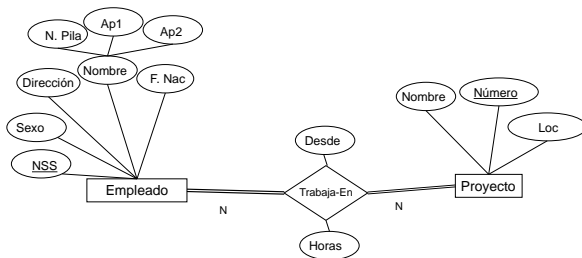 Ap1
N. Pila
Ap2
Nombre
F. Nac
Dirección
Sexo
NSS
Empleado
N
Desde
Trabaja-En
Horas
N
Nombre
Número
Loc
Proyecto